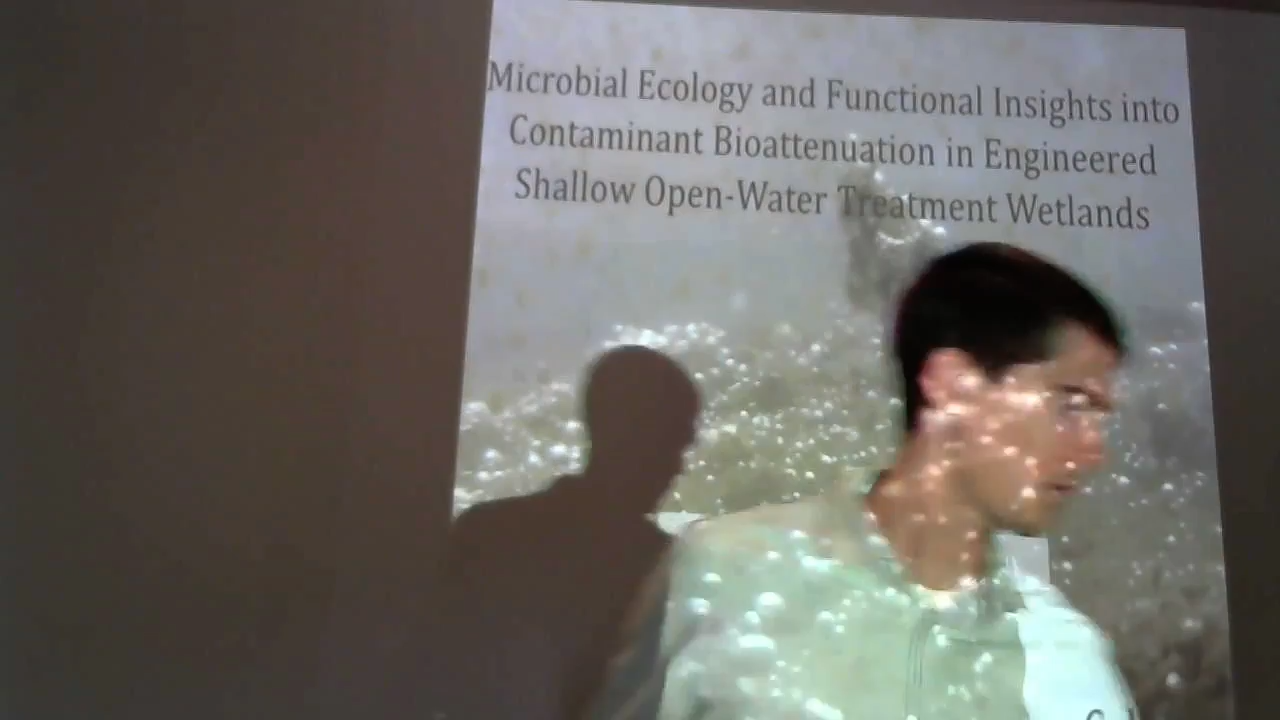 Microbial Ecology and Functional Insights into
Contaminant Bioattenuation in Engineered
Shallow Open-Water Treatment Wetlands